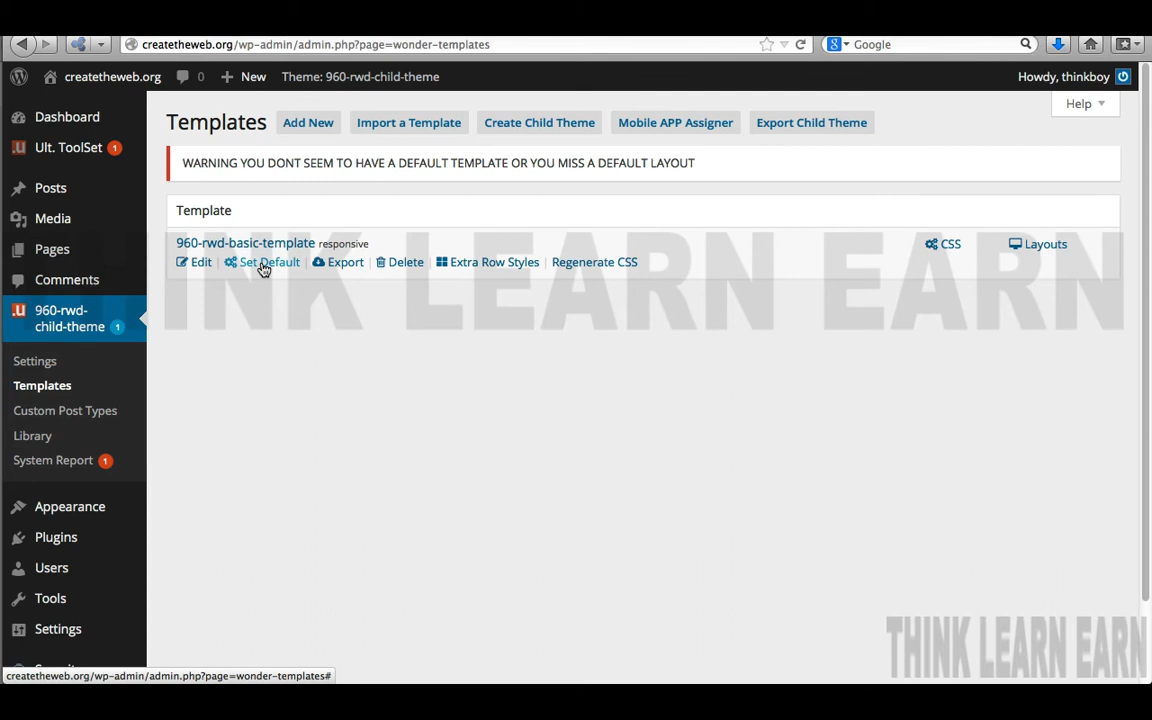 createtheweb.org/wp-admin/admin.php?page=wonder-templates
Google
createtheweb.org 0 New Theme: 960-rwd-child-theme
Howdy, thinkboy
Help
Dashboard
Ult. ToolSet 1
Posts
Media
Pages
Comments
960-rwd-
child-theme 1
Settings
Templates
Custom Post Types
Library
System Report 1
Appearance
Plugins
Users
Tools
Settings
Templates Add New Import a Template Create Child Theme Mobile APP Assigner Export Child Theme
WARNING YOU DONT SEEM TO HAVE A DEFAULT TEMPLATE OR YOU MISS A DEFAULT LAYOUT
Template
960-rwd-basic-template responsive CSS Layouts
Edit | Set Default | Export | Delete | Extra Row Styles | Regenerate CSS
THINK LEARN EARN
THINK LEARN EARN
createtheweb.org/wp-admin/admin.php?page=wonder-templates#